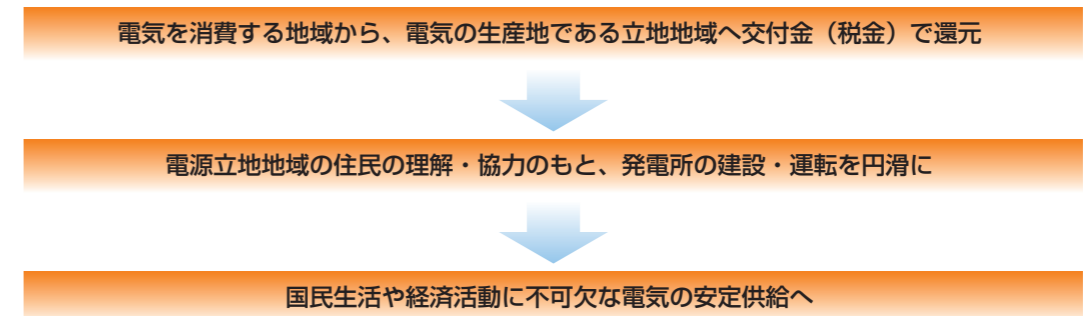 電気を消費する地域から、電気の生産地である立地地域へ交付金（税金）で還元
電源立地地域の住民の理解・協力のもと、発電所の建設・運転を円滑に
国民生活や経済活動に不可欠な電気の安定供給へ